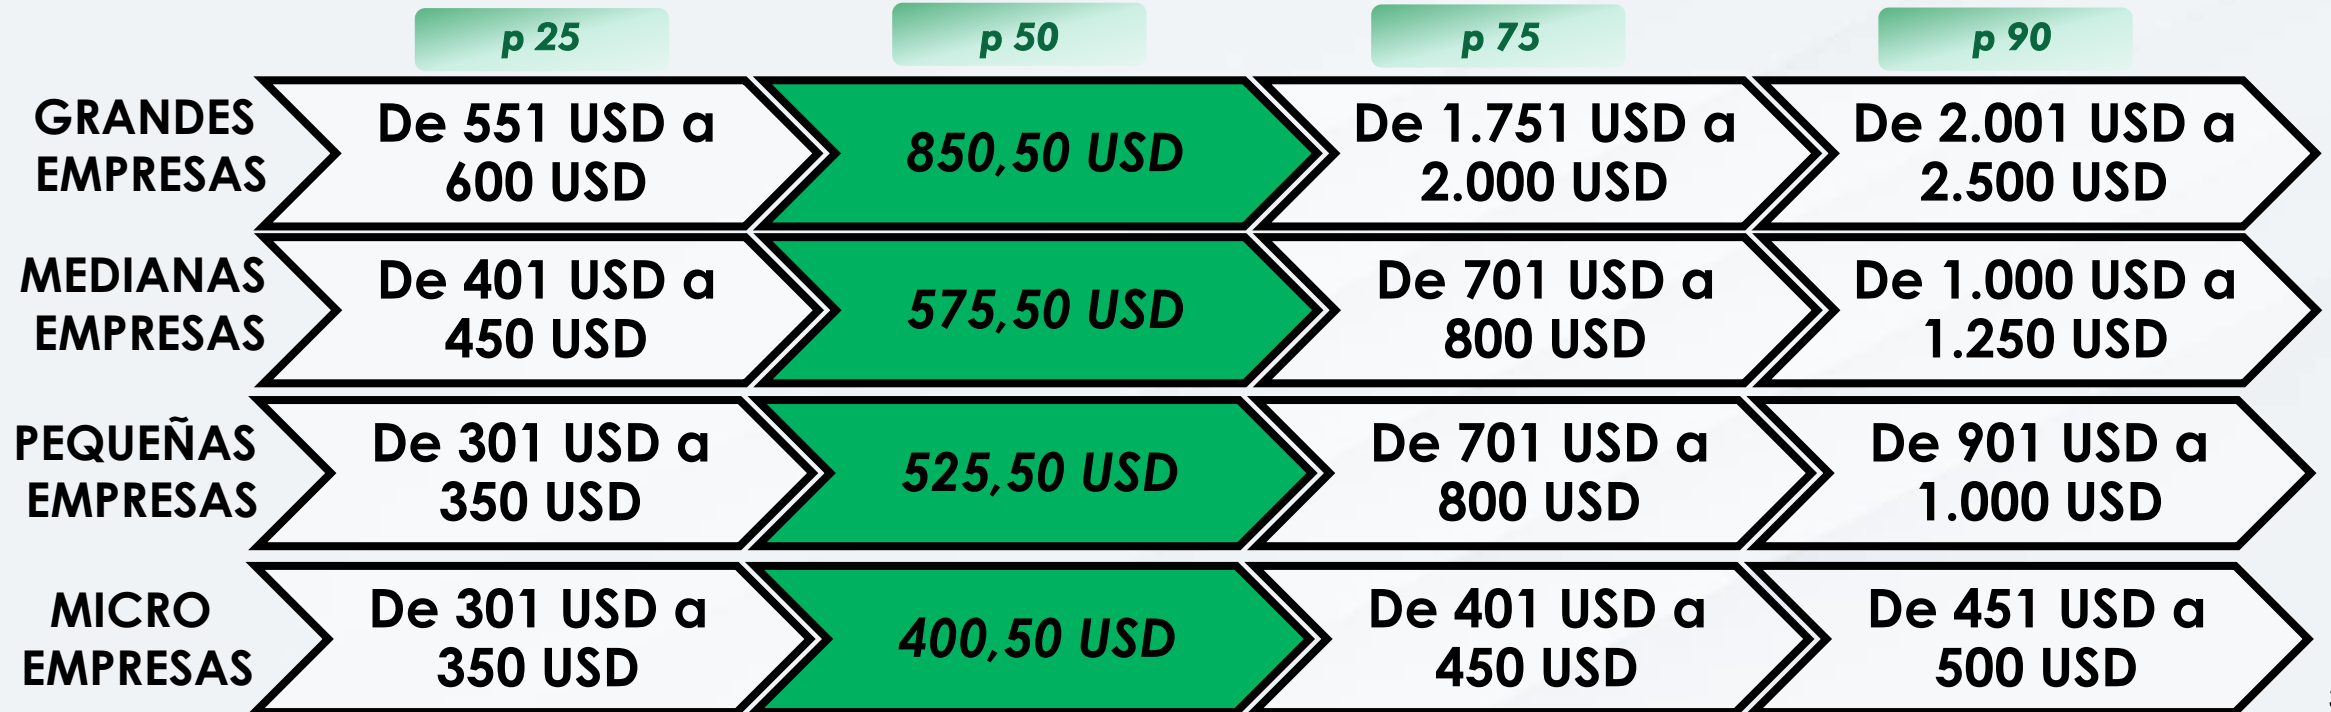 p 25
p 50
p 75
p 90
GRANDES
EMPRESAS
De 551 USD a
600 USD
850,50 USD
De 1.751 USD a
2.000 USD
De 2.001 USD a
2.500 USD
MEDIANAS
EMPRESAS
De 401 USD a
450 USD
575,50 USD
De 701 USD a
800 USD
De 1.000 USD a
1.250 USD
PEQUEÑAS
EMPRESAS
De 301 USD a
350 USD
525,50 USD
De 701 USD a
800 USD
De 901 USD a
1.000 USD
MICRO
EMPRESAS
De 301 USD a
350 USD
400,50 USD
De 401 USD a
450 USD
De 451 USD a
500 USD